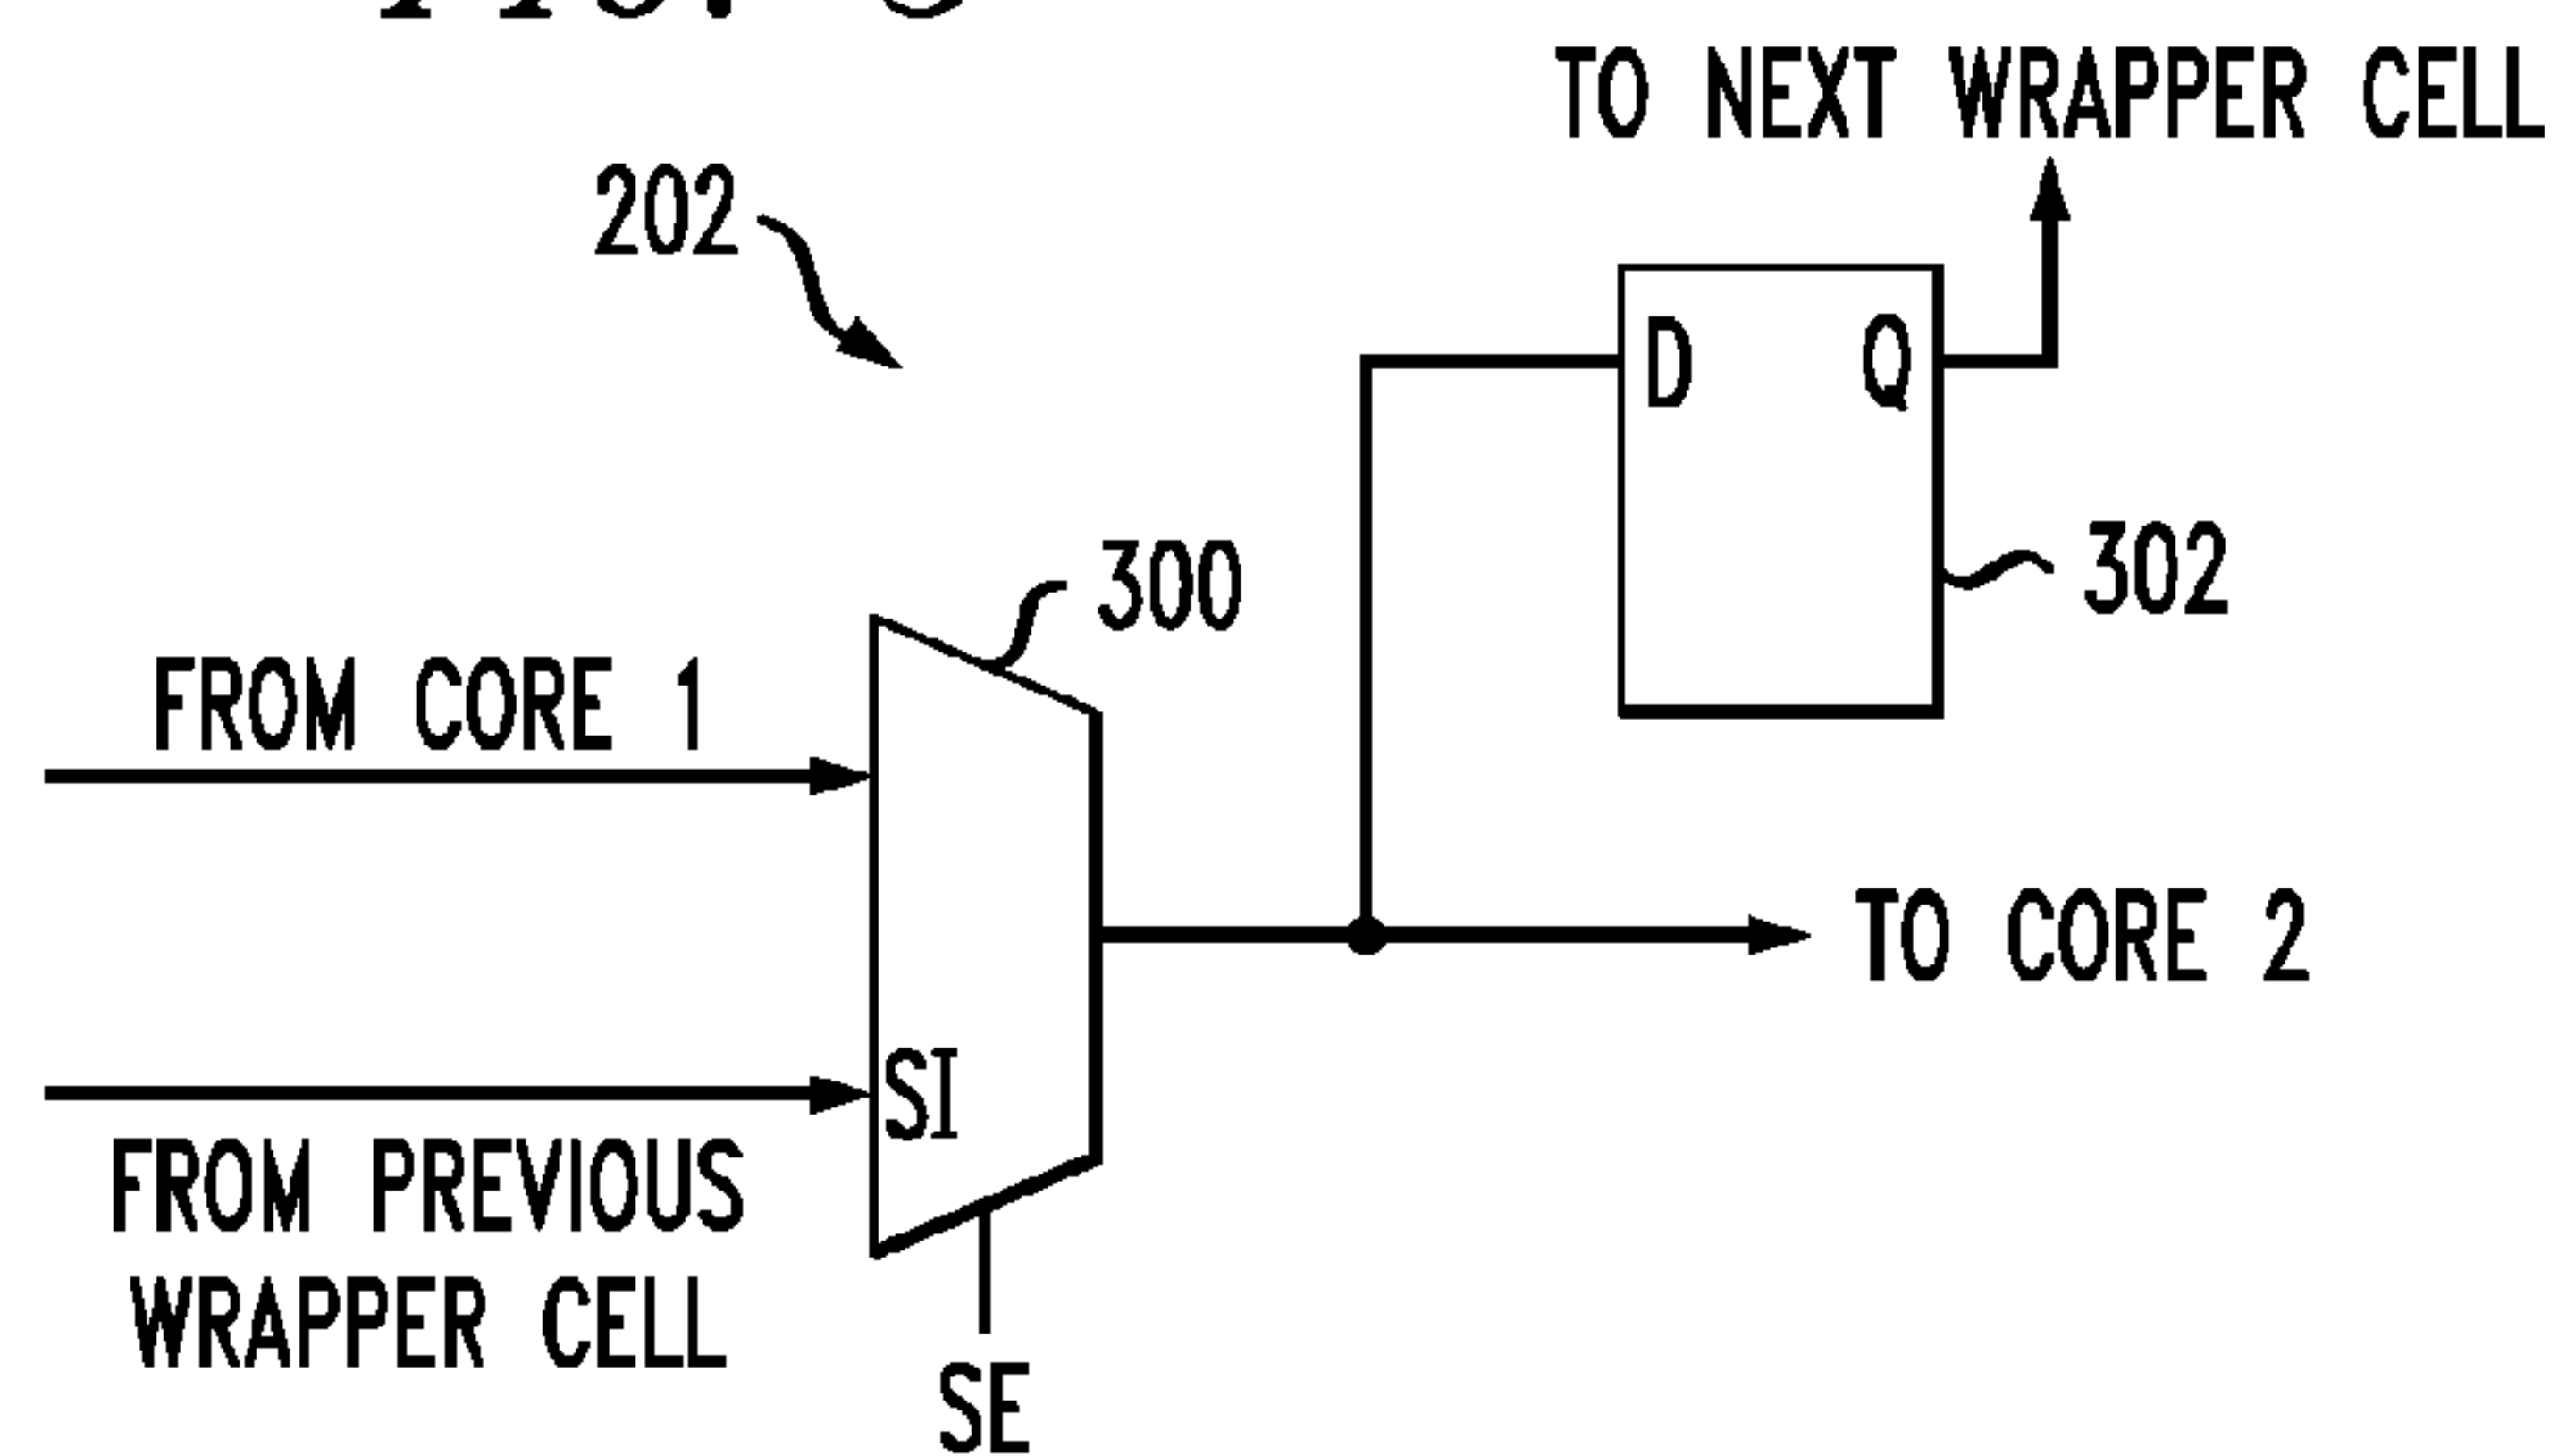 TO NEXT WRAPPER CELL
202
D Q
302
300
FROM CORE 1
TO CORE 2
SI
FROM PREVIOUS
WRAPPER CELL
SE